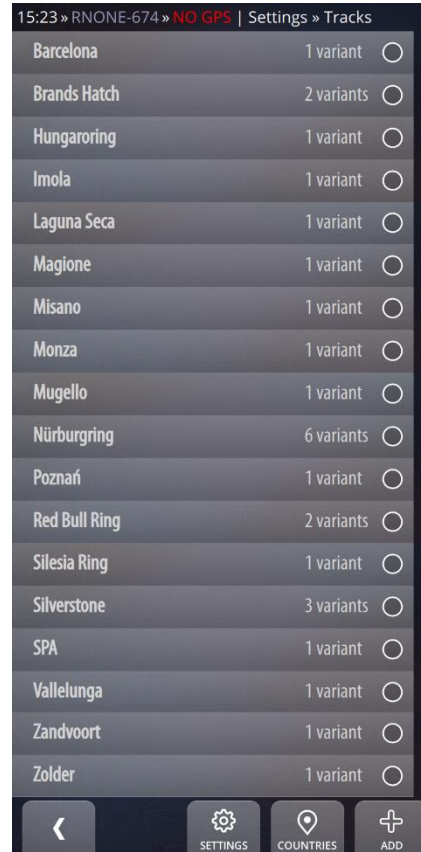 15:23 » RNONE-674 » NO GPS | Settings » Tracks
Barcelona 1 variant
Brands Hatch 2 variants
Hungaroring 1 variant
Imola 1 variant
Laguna Seca 1 variant
Magione 1 variant
Misano 1 variant
Monza 1 variant
Mugello 1 variant
Nürburgring 6 variants
Poznań 1 variant
Red Bull Ring 2 variants
Silesia Ring 1 variant
Silverstone 3 variants
SPA 1 variant
Vallelunga 1 variant
Zandvoort 1 variant
Zolder 1 variant
SETTINGS COUNTRIES ADD